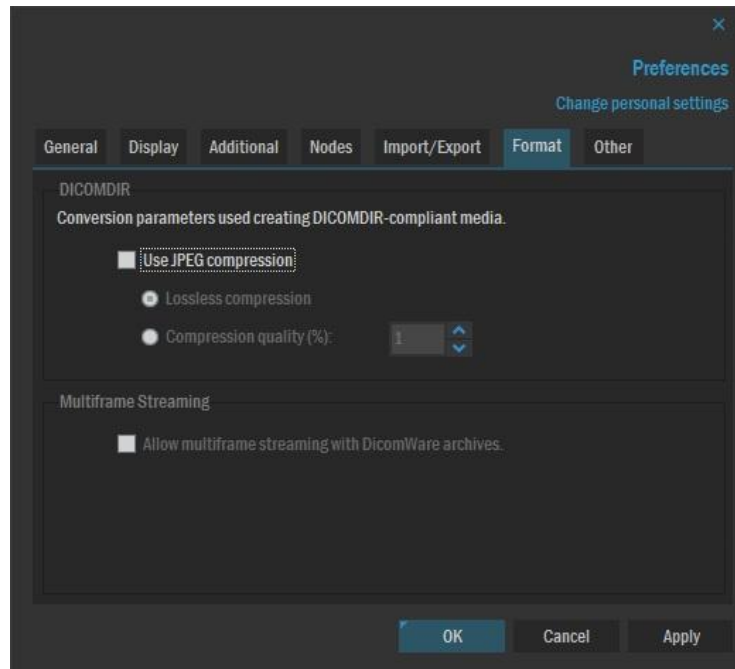 Preferences
Change personal settings
General Display Additional Nodes Import/Export Format Other
DICOMDIR
Conversion parameters used creating DICOMDIR-compliant media.
Use JPEG compression
Lossless compression
Compression quality (%): 1
Multiframe Streaming
Allow multiframe streaming with DicomWare archives.
OK Cancel Apply